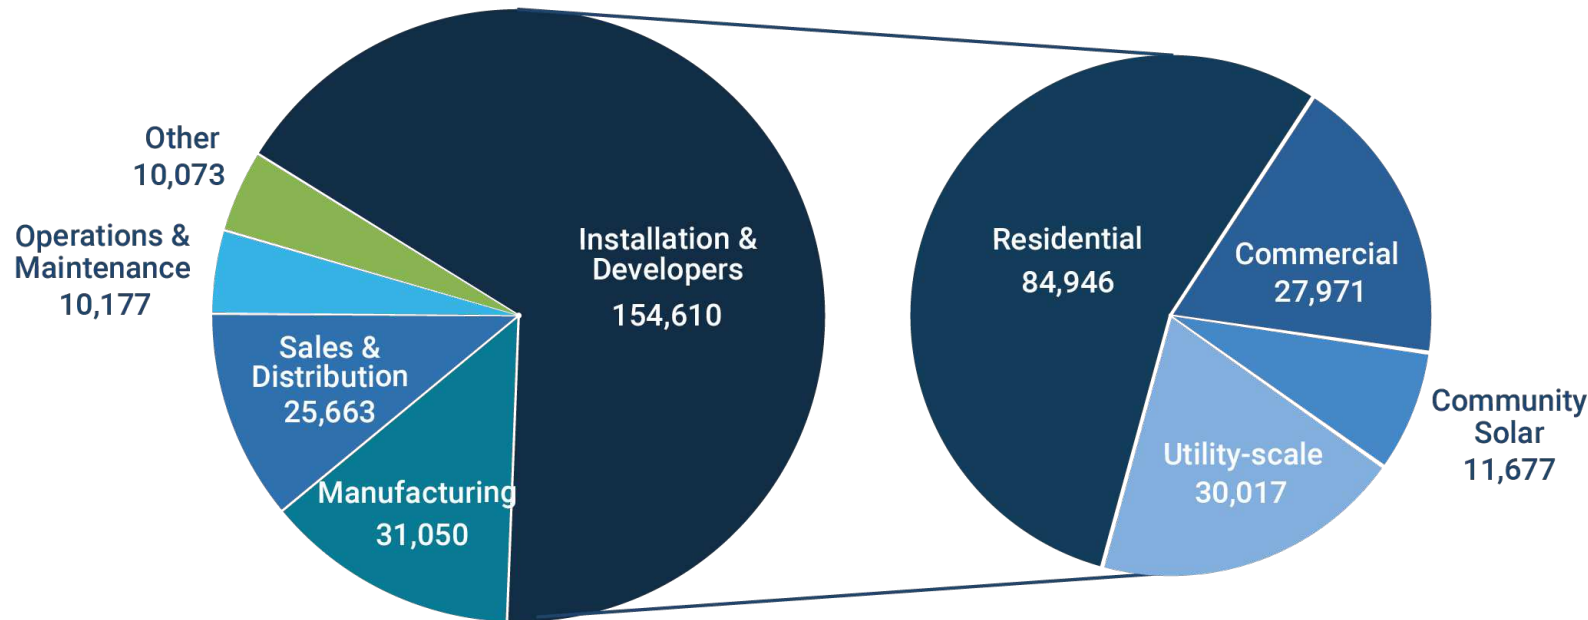 Other
10,073
Operations &
Maintenance
10,177
Sales &
Distribution
25,663
Manufacturing
31,050
Installation &
Developers
154,610
Residential
84,946
Commercial
27,971
Community
Solar
11,677
Utility-scale
30,017